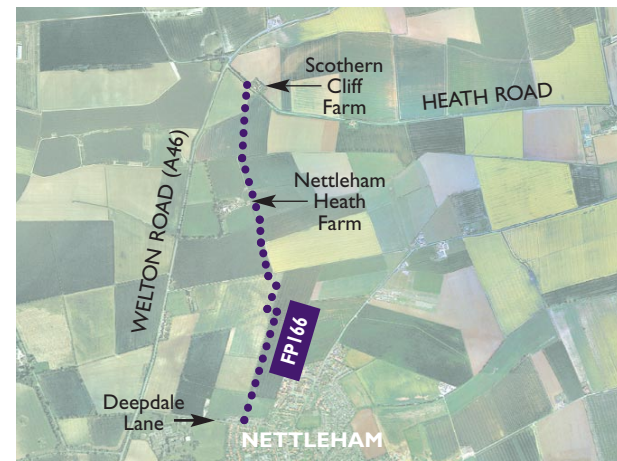 Scothern
Cliff
Farm
HEATH ROAD
WELTON ROAD (A46)
Nettleham
Heath
Farm
FP166
Deepdale
Lane
NETTLEHAM